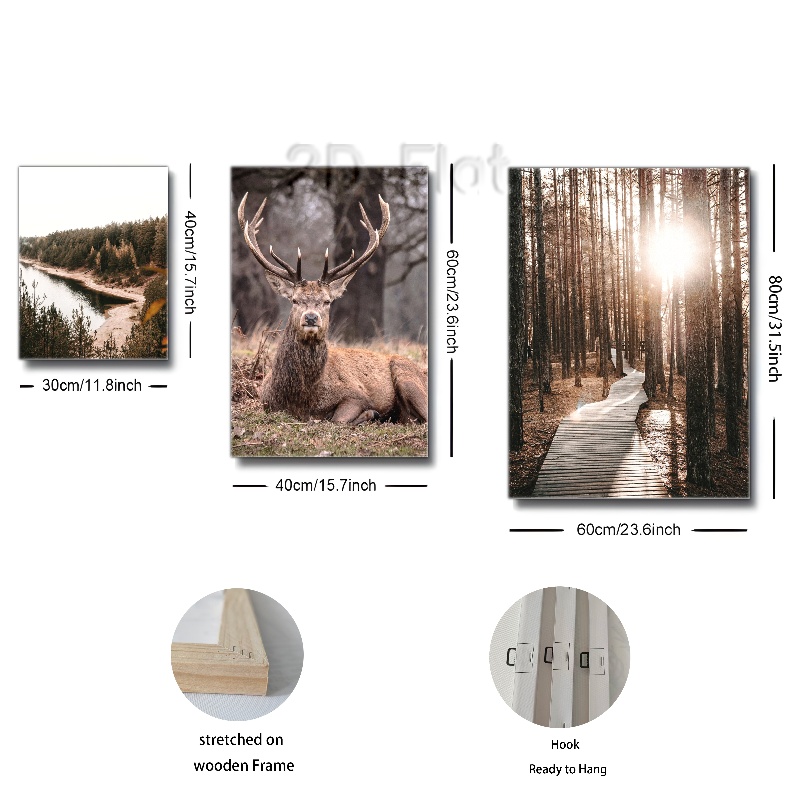 2D Flat
40cm/15.7inch
30cm/11.8inch
60cm/23.6inch
40cm/15.7inch
80cm/31.5inch
60cm/23.6inch
stretched on
wooden Frame
Hook
Ready to Hang